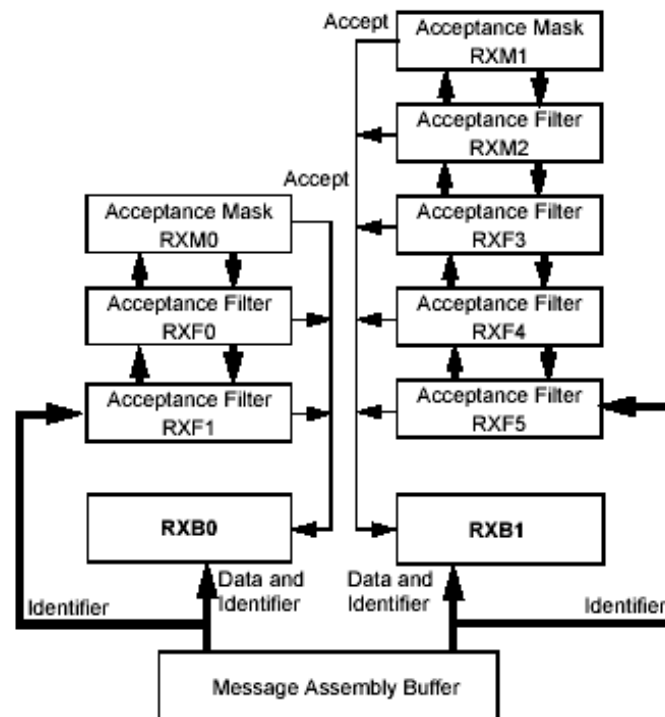 Accept
Acceptance Mask
RXM1
Acceptance Filter
RXM2
Accept
Acceptance Mask
RXM0
Acceptance Filter
RXF3
Acceptance Filter
RXF0
Acceptance Filter
RXF4
Acceptance Filter
RXF1
Acceptance Filter
RXF5
RXB0
RXB1
Data and
Identifier
Data and
Identifier
Identifier
Identifier
Message Assembly Buffer